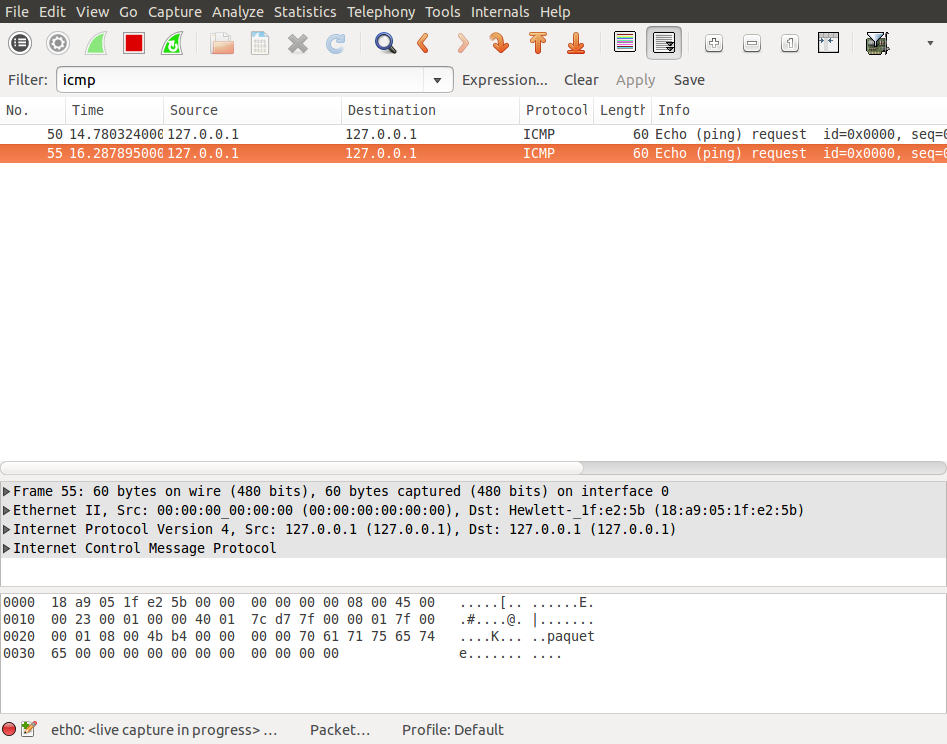 File Edit View Go Capture Analyze Statistics Telephony Tools Internals Help
Filter: icmp Expression... Clear Apply Save
No. Time Source Destination Protocol Length Info
50 14.780324000 127.0.0.1 127.0.0.1 ICMP 60 Echo (ping) request id=0x0000, seq=0
55 16.287895000 127.0.0.1 127.0.0.1 ICMP 60 Echo (ping) request id=0x0000, seq=0
Frame 55: 60 bytes on wire (480 bits), 60 bytes captured (480 bits) on interface 0
Ethernet II, Src: 00:00:00_00:00:00 (00:00:00:00:00:00), Dst: Hewlett-_1f:e2:5b (18:a9:05:1f:e2:5b)
Internet Protocol Version 4, Src: 127.0.0.1 (127.0.0.1), Dst: 127.0.0.1 (127.0.0.1)
Internet Control Message Protocol
0000 18 a9 05 1f e2 5b 00 00 00 00 00 00 08 00 45 00 .....[.. ......E.
0010 00 23 00 01 00 00 40 01 7c d7 7f 00 00 01 7f 00 .#....@. |.......
0020 00 01 08 00 4b b4 00 00 00 00 70 61 71 75 65 74 ....K... ..paquet
0030 65 00 00 00 00 00 00 00 00 00 00 00 e....... ....
eth0: <live capture in progress> ... Packet... Profile: Default